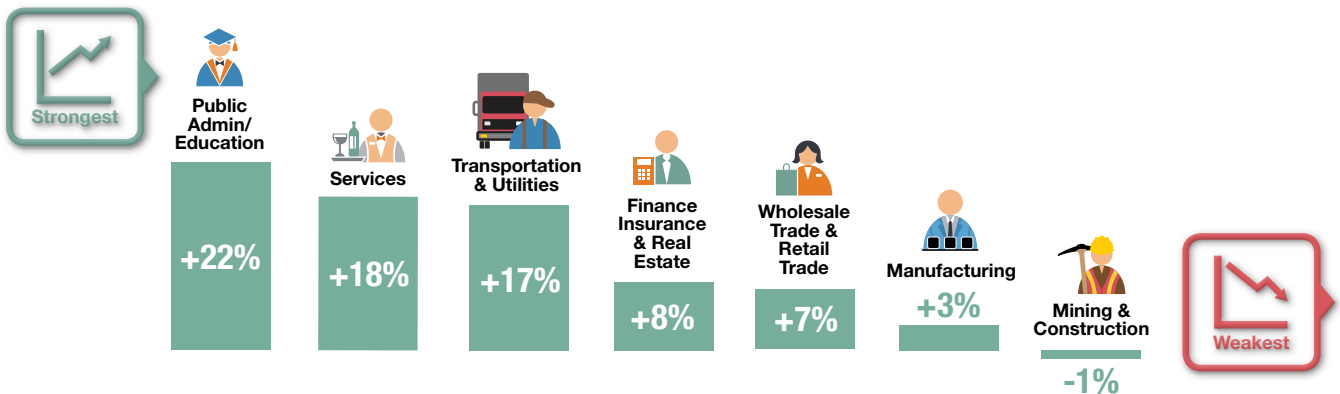 Strongest
Public
Admin/
Education
+22%
Services
+18%
Transportation
& Utilities
+17%
Finance
Insurance
& Real
Estate
+8%
Wholesale
Trade &
Retail
Trade
+7%
Manufacturing
+3%
Mining &
Construction
-1%
Weakest